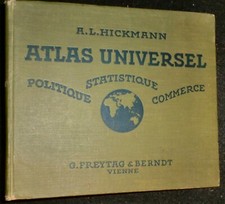 A.L.HICKMANN
ATLAS UNIVERSEL
POLITIQUE STATISTIQUE COMMERCE
G. FREYTAG & BERNDT
VIENNE